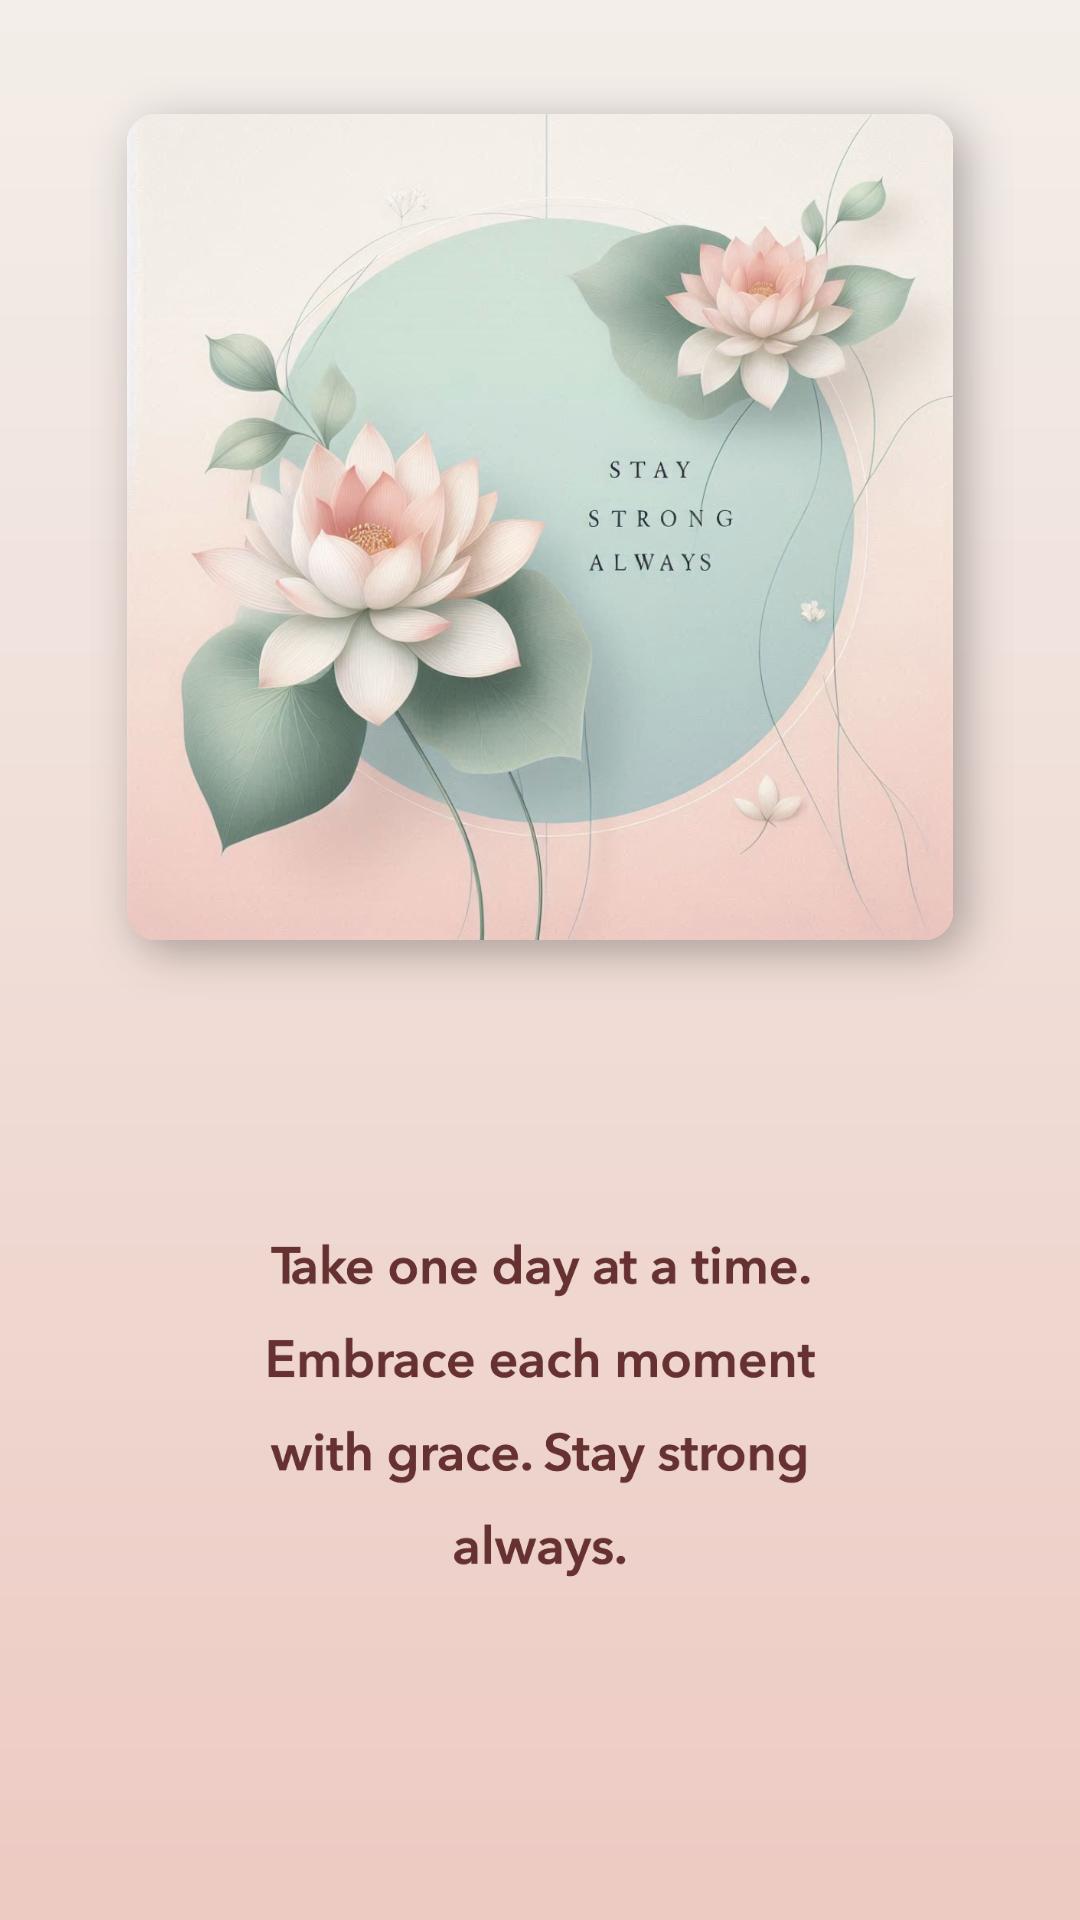 STAY
STRONG
ALWAYS
Take one day at a time.
Embrace each moment
with grace. Stay strong
always.